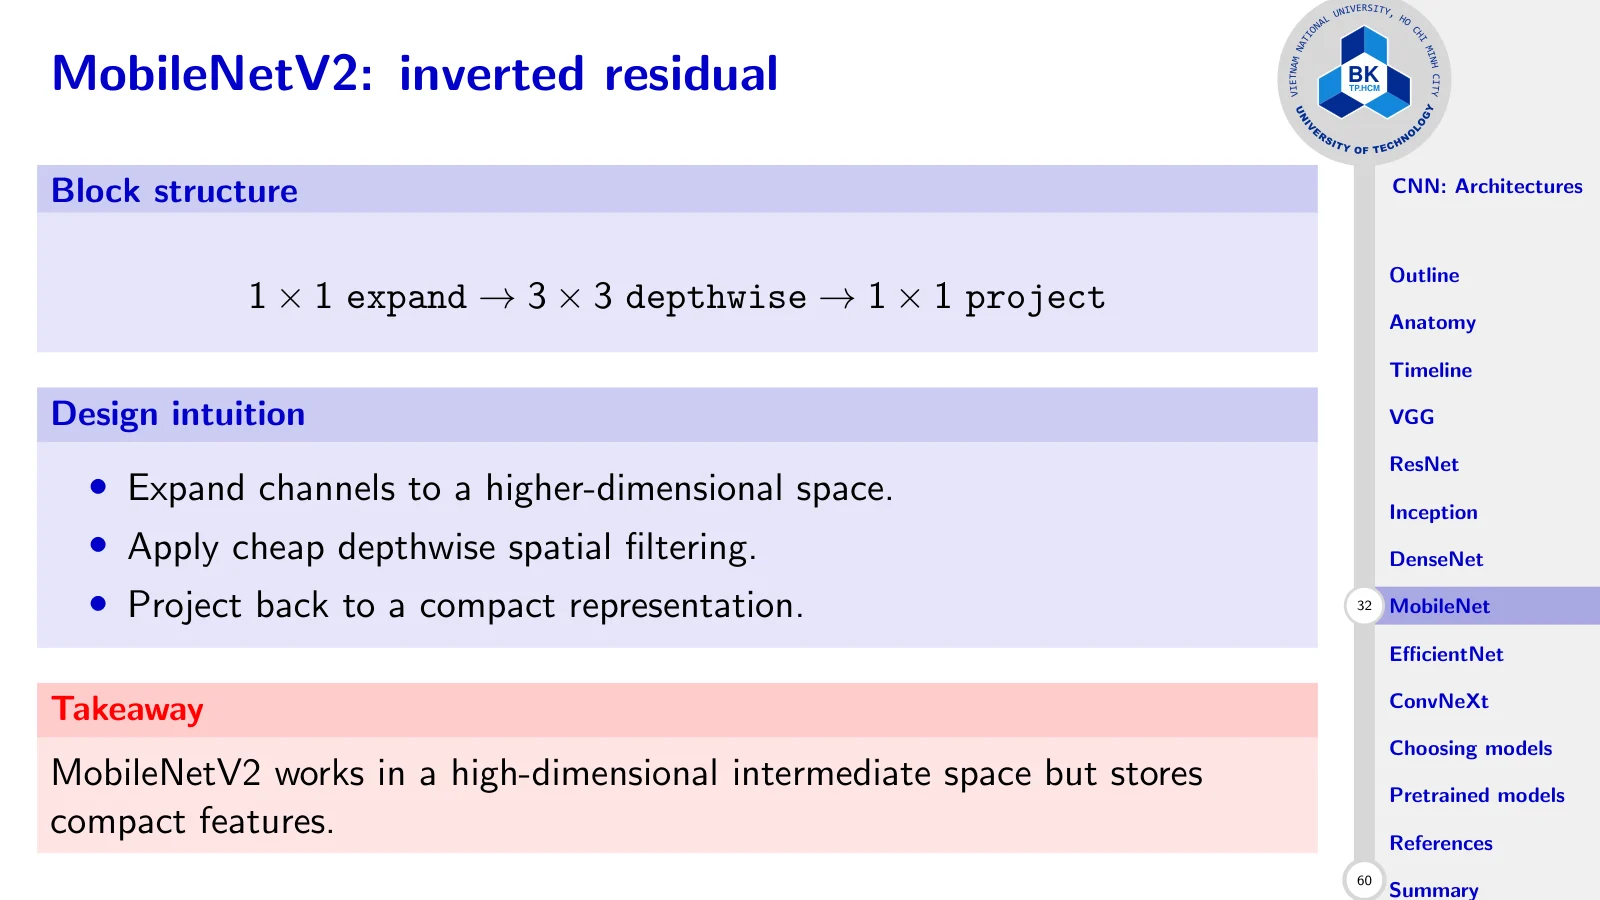 MobileNetV2: inverted residual
Block structure
1 × 1 expand → 3 × 3 depthwise → 1 × 1 project
Design intuition
• Expand channels to a higher-dimensional space.
• Apply cheap depthwise spatial filtering.
• Project back to a compact representation.
Takeaway
MobileNetV2 works in a high-dimensional intermediate space but stores
compact features.
VIETNAM NATIONAL UNIVERSITY, HO CHI MINH CITY
BK
TP.HCM
UNIVERSITY OF TECHNOLOGY
CNN: Architectures
Outline
Anatomy
Timeline
VGG
ResNet
Inception
DenseNet
32 MobileNet
EfficientNet
ConvNeXt
Choosing models
Pretrained models
References
60 Summary